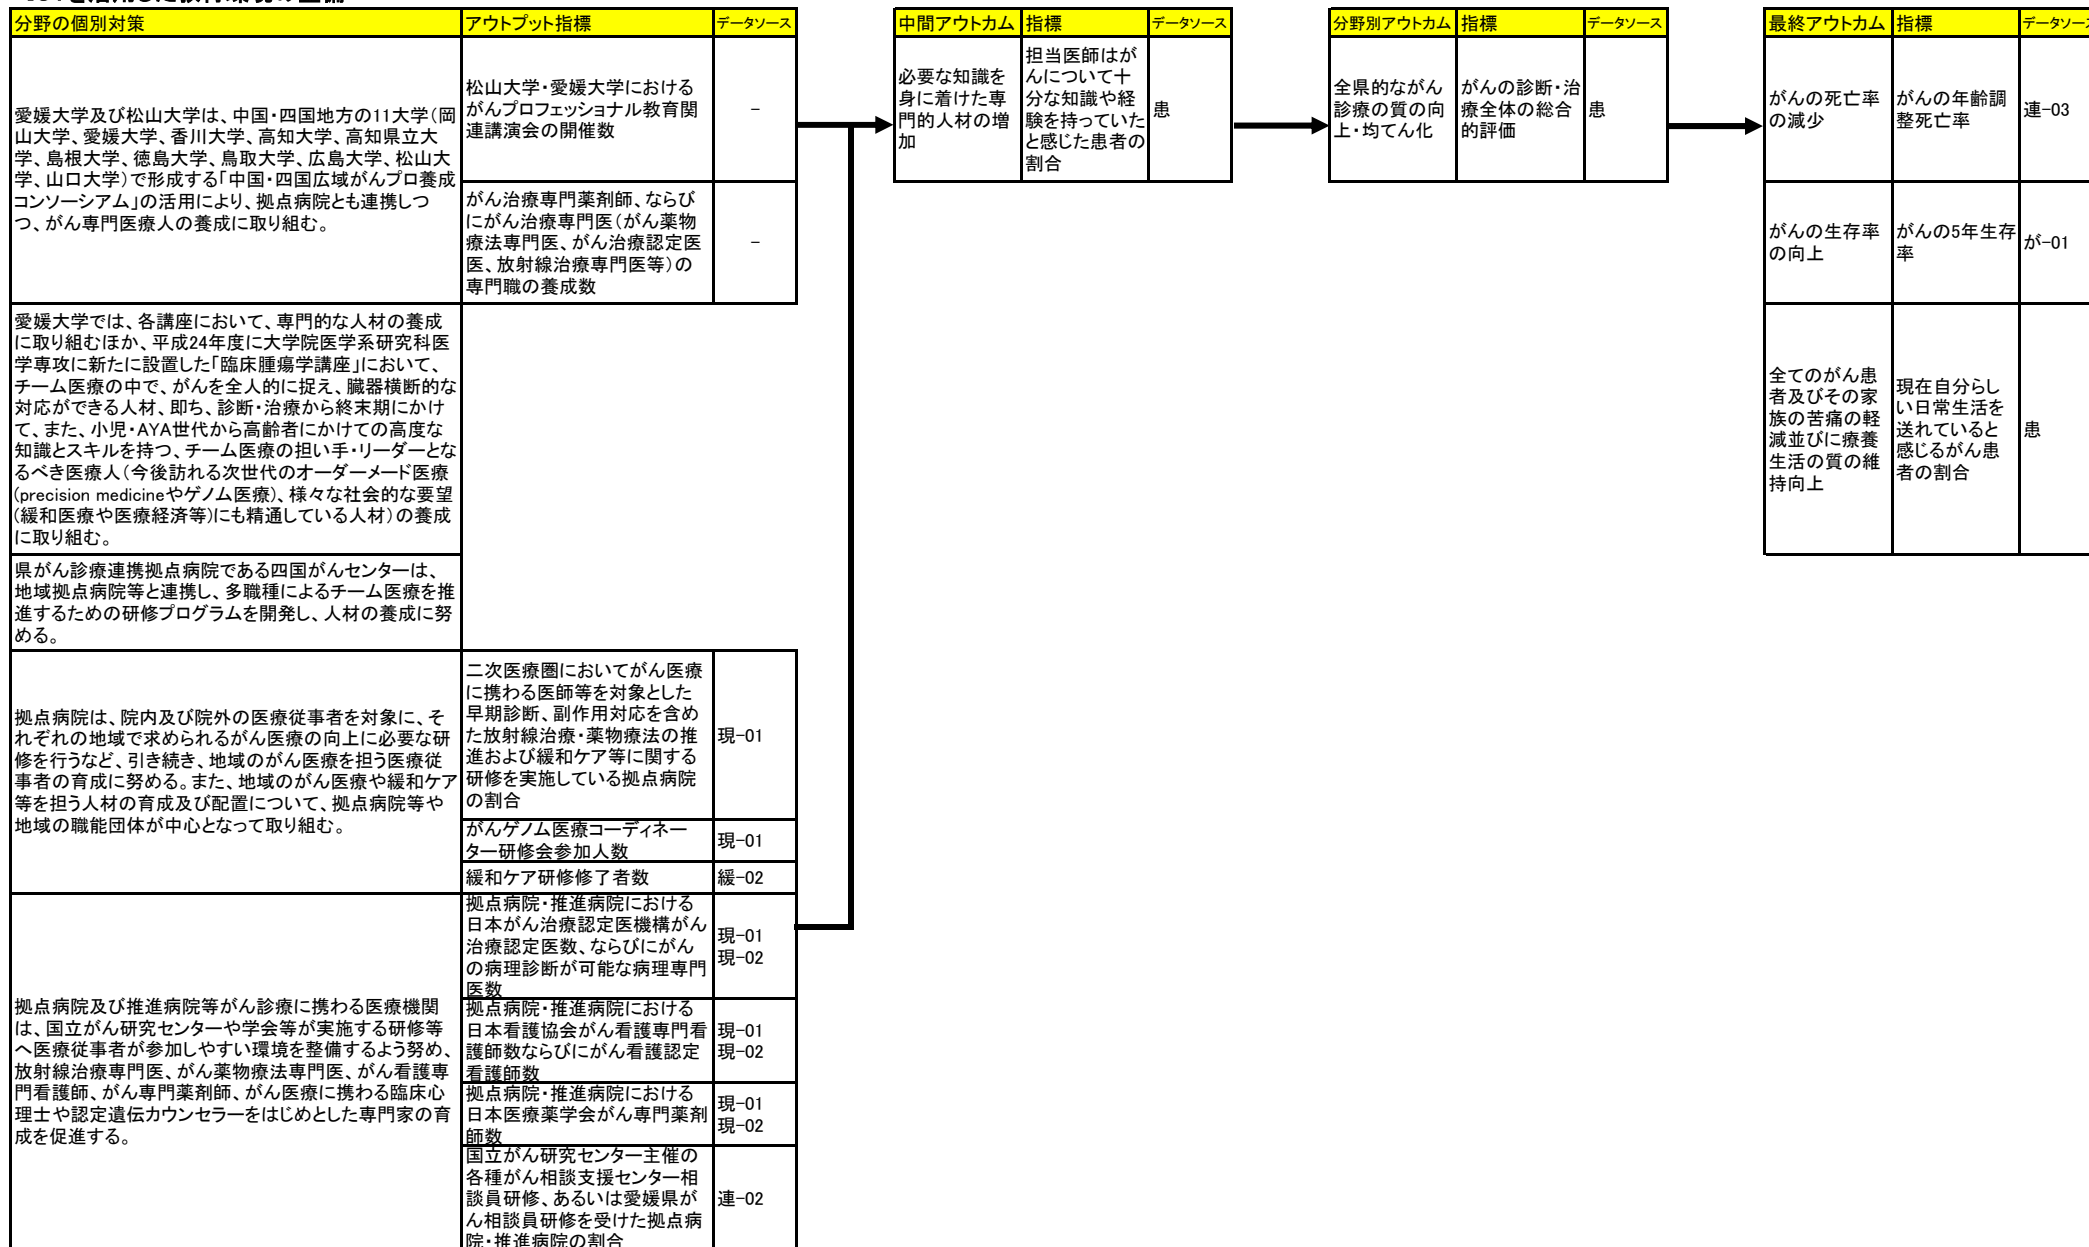 を活用した教育環境の整備
分野の個別対策
アウトプット指標
データソース
愛媛大学及び松山大学は、中国・四国地方の11大学(岡
山大学、愛媛大学、香川大学、高知大学、高知県立大
学、島根大学、徳島大学、鳥取大学、広島大学、松山大
学、山口大学)で形成する「中国・四国広域がんプロ養成
コンソーシアム」の活用により、拠点病院とも連携しつ
つ、がん専門医療人の養成に取り組む。
松山大学・愛媛大学における
がんプロフェッショナル教育関
連講演会の開催数
-
がん治療専門薬剤師、ならび
にがん治療専門医(がん薬物
療法専門医、がん治療認定医
医、放射線治療専門医等)の
専門職の養成数
-
愛媛大学では、各講座において、専門的な人材の養成
に取り組むほか、平成24年度に大学院医学系研究科医
学専攻に新たに設置した「臨床腫瘍学講座」において、
チーム医療の中で、がんを全人的に捉え、臓器横断的な
対応ができる人材、即ち、診断・治療から終末期にかけ
て、また、小児・AYA世代から高齢者にかけての高度な
知識とスキルを持つ、チーム医療の担い手・リーダーとな
るべき医療人(今後訪れる次世代のオーダーメード医療
(precision medicineやゲノム医療)、様々な社会的な要望
(緩和医療や医療経済等)にも精通している人材)の養成
に取り組む。
県がん診療連携拠点病院である四国がんセンターは、
地域拠点病院等と連携し、多職種によるチーム医療を推
進するための研修プログラムを開発し、人材の養成に努
める。
拠点病院は、院内及び院外の医療従事者を対象に、そ
れぞれの地域で求められるがん医療の向上に必要な研
修を行うなど、引き続き、地域のがん医療を担う医療従
事者の育成に努める。また、地域のがん医療や緩和ケア
等を担う人材の育成及び配置について、拠点病院等や
地域の職能団体が中心となって取り組む。
二次医療圏においてがん医療
に携わる医師等を対象とした
早期診断、副作用対応を含め
た放射線治療・薬物療法の推
進および緩和ケア等に関する
研修を実施している拠点病院
の割合
現-01
がんゲノム医療コーディネー
ター研修会参加人数
現-01
緩和ケア研修修了者数
緩-02
拠点病院及び推進病院等がん診療に携わる医療機関
は、国立がん研究センターや学会等が実施する研修等
へ医療従事者が参加しやすい環境を整備するよう努め、
放射線治療専門医、がん薬物療法専門医、がん看護専
門看護師、がん専門薬剤師、がん医療に携わる臨床心
理士や認定遺伝カウンセラーをはじめとした専門家の育
成を促進する。
拠点病院・推進病院における
日本がん治療認定医機構がん
治療認定医数、ならびにがん
の病理診断が可能な病理専門
医数
現-01
現-02
拠点病院・推進病院における
日本看護協会がん看護専門看
護師数ならびにがん看護認定
看護師数
現-01
現-02
拠点病院・推進病院における
日本医療薬学会がん専門薬剤
師数
現-01
現-02
国立がん研究センター主催の
各種がん相談支援センター相
談員研修、あるいは愛媛県が
ん相談員研修を受けた拠点病
院・推進病院の割合
連-02
中間アウトカム
指標
データソース
必要な知識を
身に着けた専
門的人材の増
加
担当医師はが
んについて十
分な知識や経
験を持っていた
と感じた患者の
割合
患
分野別アウトカム
指標
データソース
全県的ながん
診療の質の向
上・均てん化
がんの診断・治
療全体の総合
的評価
患
最終アウトカム
指標
データソース
がんの死亡率
の減少
がんの年齢調
整死亡率
連-03
がんの生存率
の向上
がんの5年生存
率
が-01
全てのがん患
者及びその家
族の苦痛の軽
減並びに療養
生活の質の維
持向上
現在自分らし
い日常生活を
送れていると
感じるがん患
者の割合
患